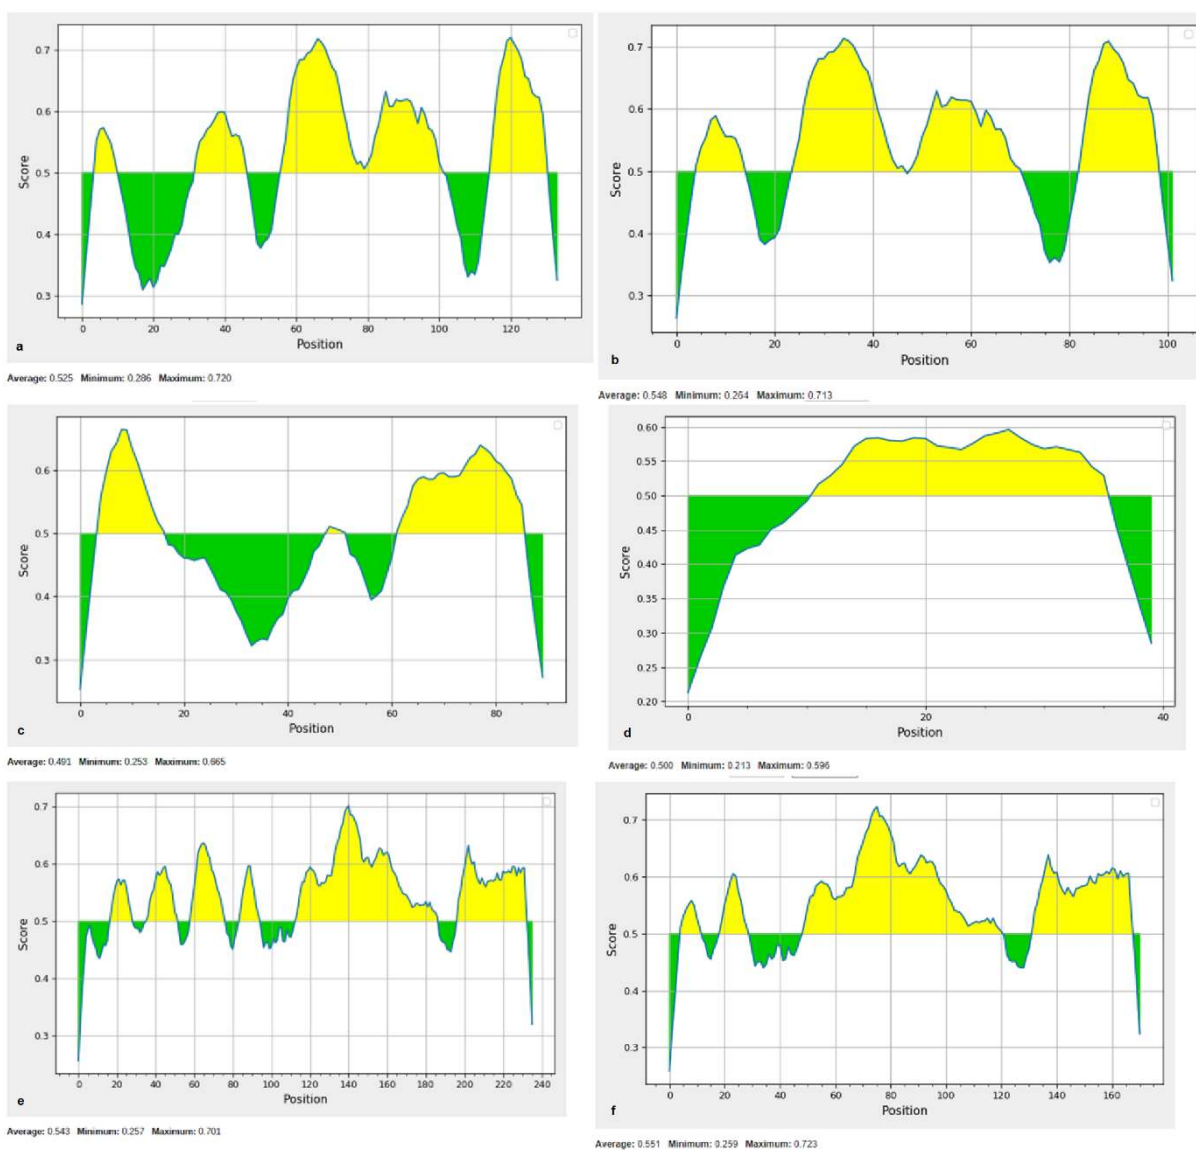 0.7
0.6
0.5
0.4
0.3
Score
0 20 40 60 80 100 120
Position
a
Average: 0.525 Minimum: 0.286 Maximum: 0.720
0.7
0.6
0.5
0.4
0.3
Score
0 20 40 60 80 100
Position
b
Average: 0.548 Minimum: 0.264 Maximum: 0.713
0.6
0.5
0.4
0.3
Score
0 20 40 60 80
Position
c
Average: 0.491 Minimum: 0.253 Maximum: 0.665
0.60
0.55
0.50
0.45
0.40
0.35
0.30
0.25
0.20
Score
0 20 40
Position
d
Average: 0.500 Minimum: 0.213 Maximum: 0.596
0.7
0.6
0.5
0.4
0.3
Score
0 20 40 60 80 100 120 140 160 180 200 220 240
Position
e
Average: 0.543 Minimum: 0.257 Maximum: 0.701
0.7
0.6
0.5
0.4
0.3
Score
0 20 40 60 80 100 120 140 160
Position
f
Average: 0.551 Minimum: 0.259 Maximum: 0.723